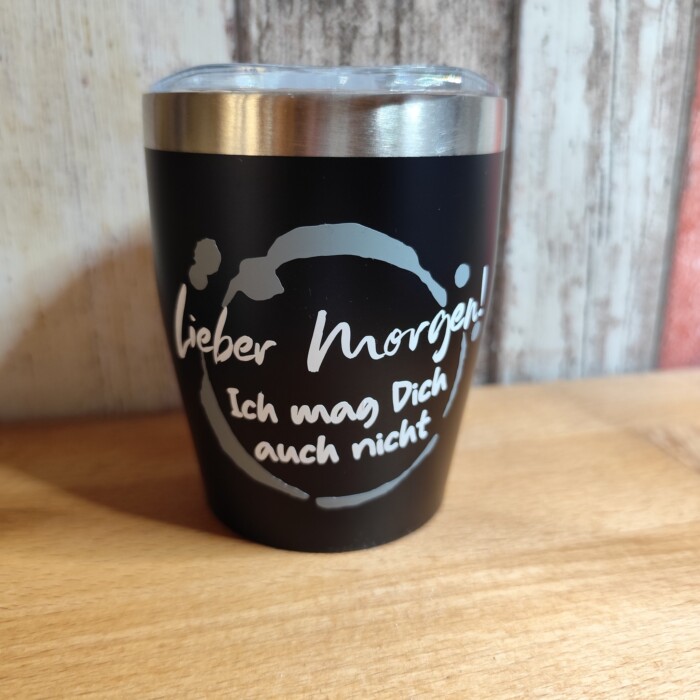 Lieber Morgen!
Ich mag Dich
auch nicht